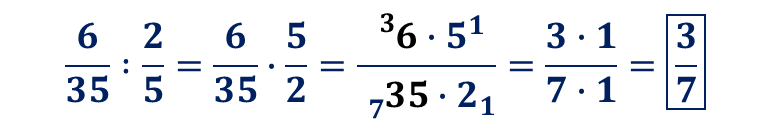 6/35 : 2/5 = 6/35 · 5/2 = ³6 · 5¹ / ₇35 · 2₁ = 3 · 1 / 7 · 1 = 3/7